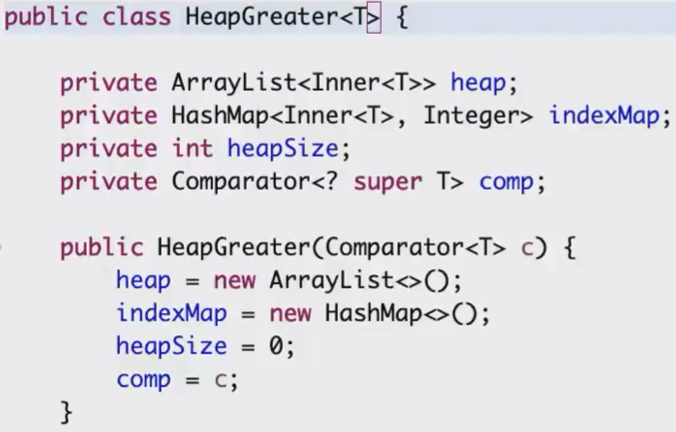 public class HeapGreater<T> {
private ArrayList<Inner<T>> heap;
private HashMap<Inner<T>, Integer> indexMap;
private int heapSize;
private Comparator<? super T> comp;
public HeapGreater(Comparator<T> c) {
heap = new ArrayList<>();
indexMap = new HashMap<>();
heapSize = 0;
comp = c;
}